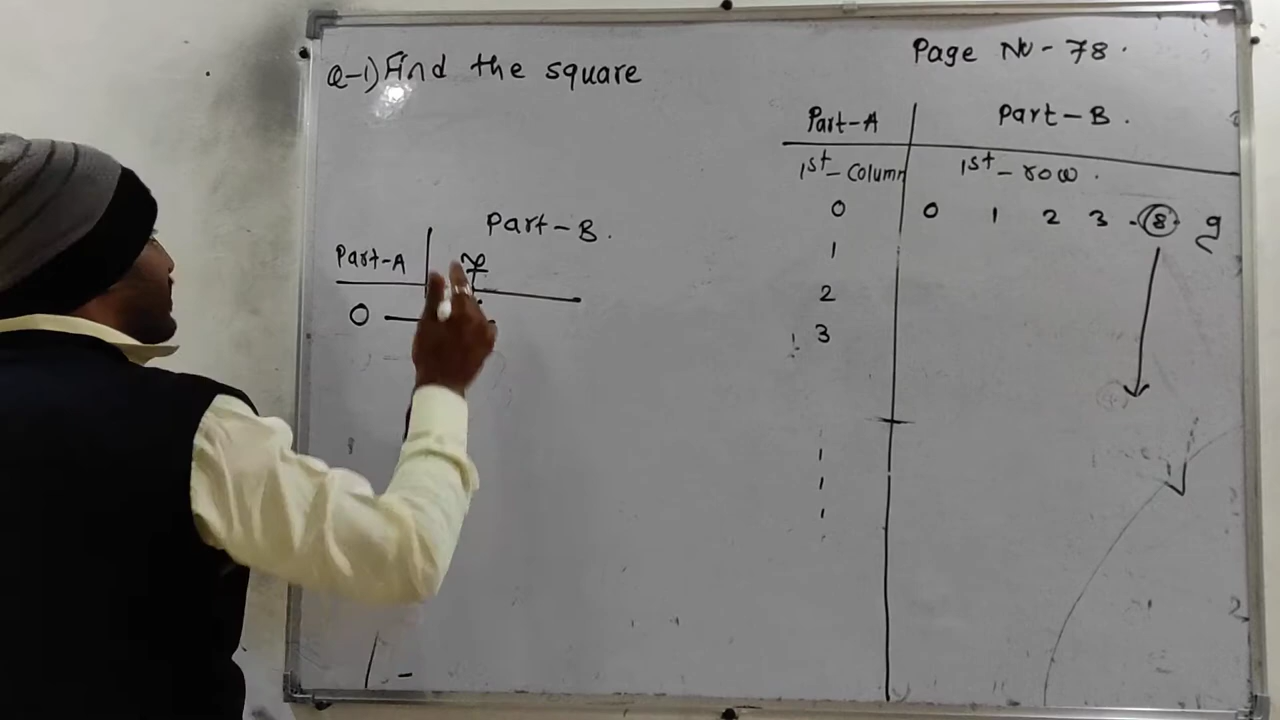 Q-1) Find the square
Page No - 78.
Part-A Part-B.
1st-Column 1st-row.
0 0 1 2 3 - 8 9
1
2
3
Part-B.
Part-A 7
0